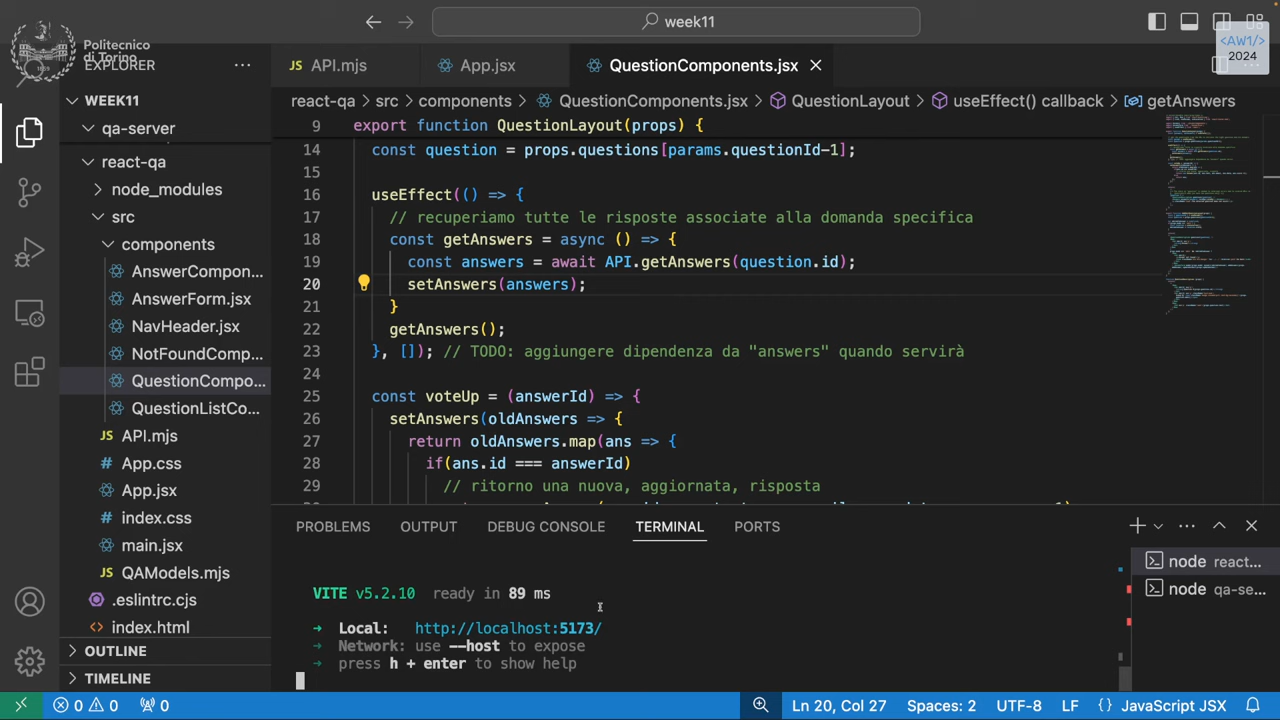 week11
Politecnico
di Torino
<AW1/>
2024
EXPLORER
API.mjs
App.jsx
QuestionComponents.jsx
WEEK11
qa-server
react-qa
node_modules
src
components
AnswerCompon...
AnswerForm.jsx
NavHeader.jsx
NotFoundComp...
QuestionCompo...
QuestionListCo...
API.mjs
App.css
App.jsx
index.css
main.jsx
QAModels.mjs
.eslintrc.cjs
index.html
OUTLINE
TIMELINE
react-qa > src > components > QuestionComponents.jsx > QuestionLayout > useEffect() callback > getAnswers
9 export function QuestionLayout(props) {
14 const question = props.questions[params.questionId-1];
15
16 useEffect(() => {
17 // recuperiamo tutte le risposte associate alla domanda specifica
18 const getAnswers = async () => {
19 const answers = await API.getAnswers(question.id);
20 setAnswers(answers);
21 }
22 getAnswers();
23 }, []); // TODO: aggiungere dipendenza da "answers" quando servirà
24
25 const voteUp = (answerId) => {
26 setAnswers(oldAnswers => {
27 return oldAnswers.map(ans => {
28 if(ans.id === answerId)
29 // ritorno una nuova, aggiornata, risposta
PROBLEMS OUTPUT DEBUG CONSOLE TERMINAL PORTS
VITE v5.2.10 ready in 89 ms
➜ Local: http://localhost:5173/
➜ Network: use --host to expose
➜ press h + enter to show help
node react...
node qa-se...
0 0 0
Ln 20, Col 27
Spaces: 2
UTF-8
LF
{} JavaScript JSX